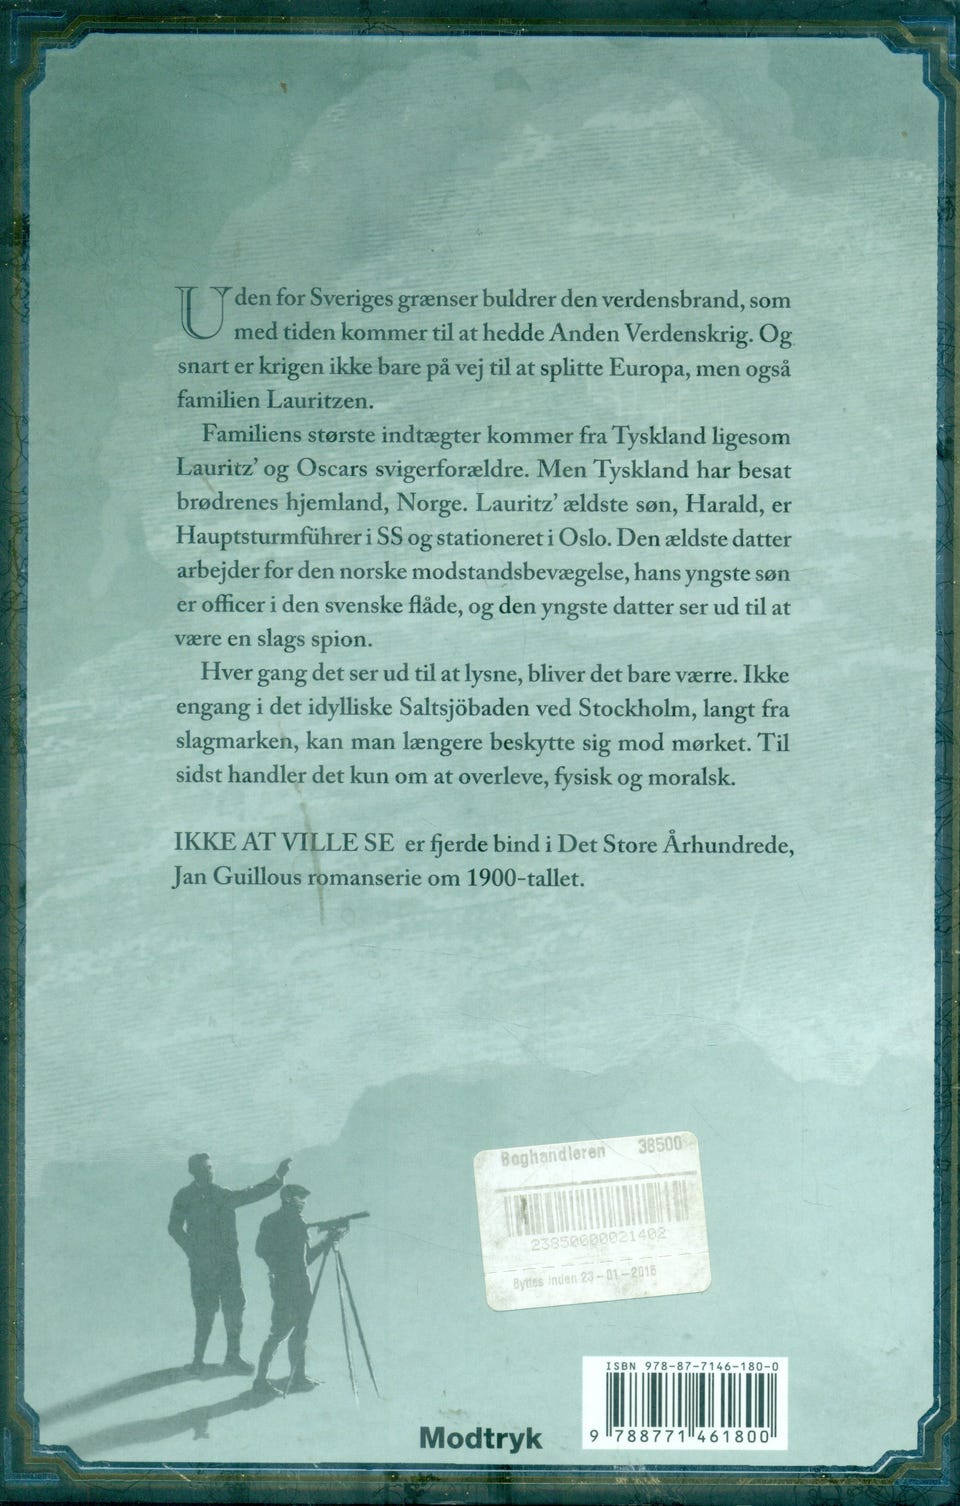 Uden for Sveriges grænser buldrer den verdensbrand, som
med tiden kommer til at hedde Anden Verdenskrig. Og
snart er krigen ikke bare på vej til at splitte Europa, men også
familien Lauritzen.
Familiens største indtægter kommer fra Tyskland ligesom
Lauritz’ og Oscars svigerforældre. Men Tyskland har besat
brødrenes hjemland, Norge. Lauritz’ ældste søn, Harald, er
Hauptsturmführer i SS og stationeret i Oslo. Den ældste datter
arbejder for den norske modstandsbevægelse, hans yngste søn
er officer i den svenske flåde, og den yngste datter ser ud til at
være en slags spion.
Hver gang det ser ud til at lysne, bliver det bare værre. Ikke
engang i det idylliske Saltsjöbaden ved Stockholm, langt fra
slagmarken, kan man længere beskytte sig mod mørket. Til
sidst handler det kun om at overleve, fysisk og moralsk.
IKKE AT VILLE SE er fjerde bind i Det Store Århundrede,
Jan Guillous romanserie om 1900-tallet.
Boghandleren 38500
Byttes inden 23-01-2015
ISBN 978-87-7146-180-0
9 788771 461800
Modtryk